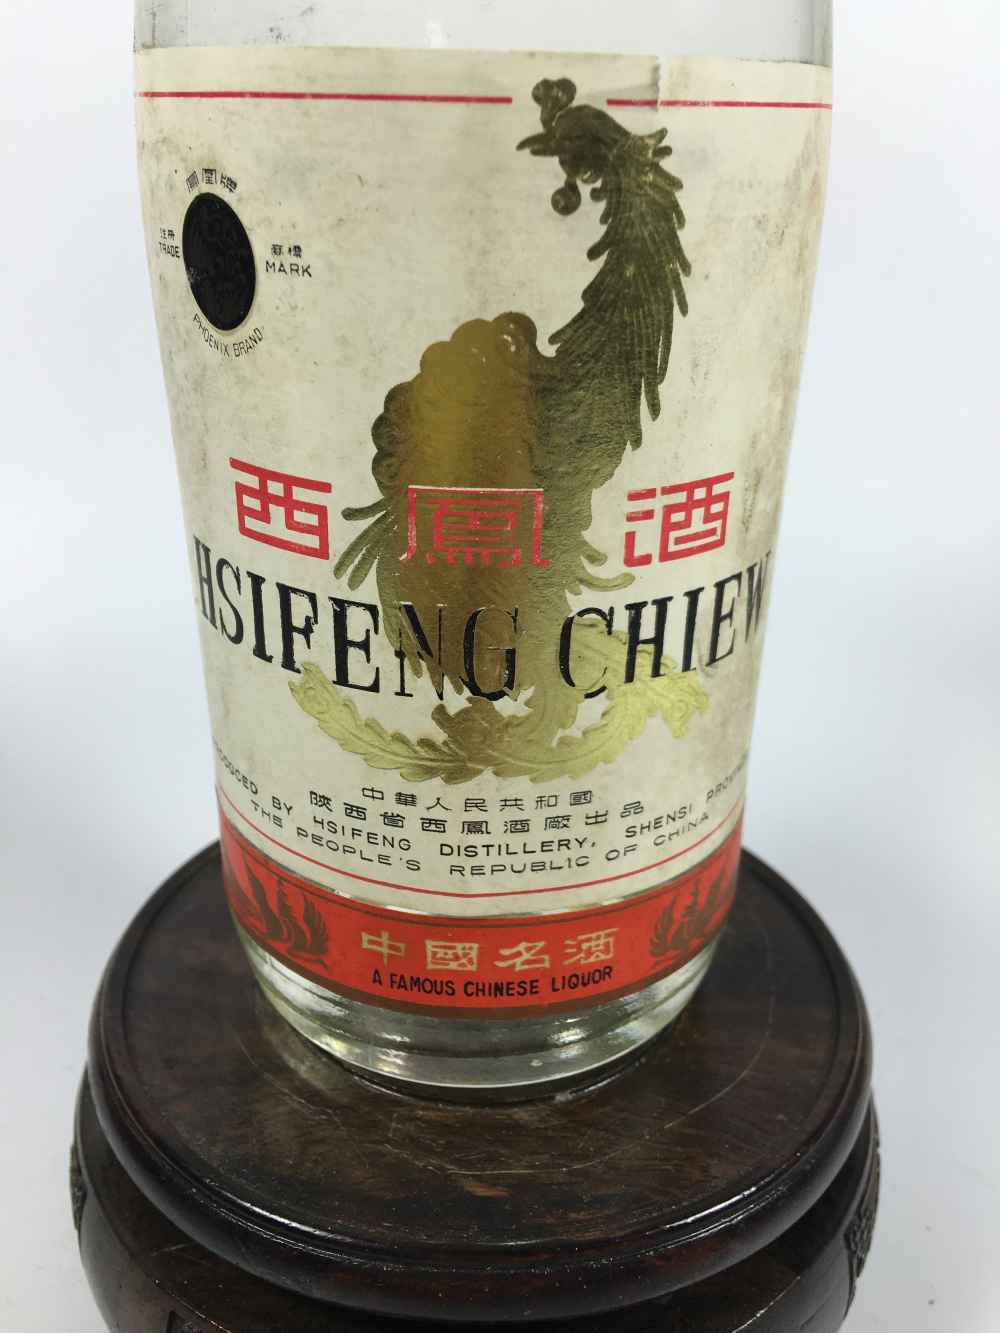 鳳凰牌
註冊 商標
TRADE MARK
PHOENIX BRAND
西鳳酒
HSIFENG CHIEW
中華人民共和國
陝西省西鳳酒廠出品
PRODUCED BY HSIFENG DISTILLERY, SHENSI PROVINCE
THE PEOPLE'S REPUBLIC OF CHINA
中國名酒
A FAMOUS CHINESE LIQUOR